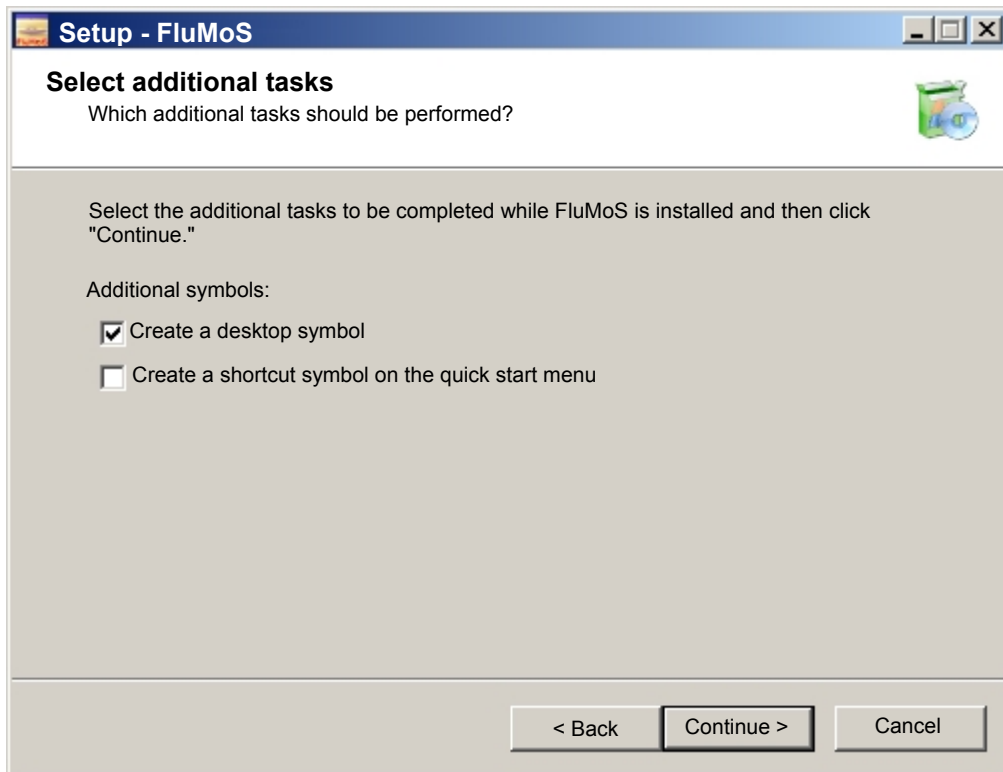 Setup - FluMoS
Select additional tasks
Which additional tasks should be performed?
Select the additional tasks to be completed while FluMoS is installed and then click
"Continue."
Additional symbols:
Create a desktop symbol
Create a shortcut symbol on the quick start menu
< Back
Continue >
Cancel